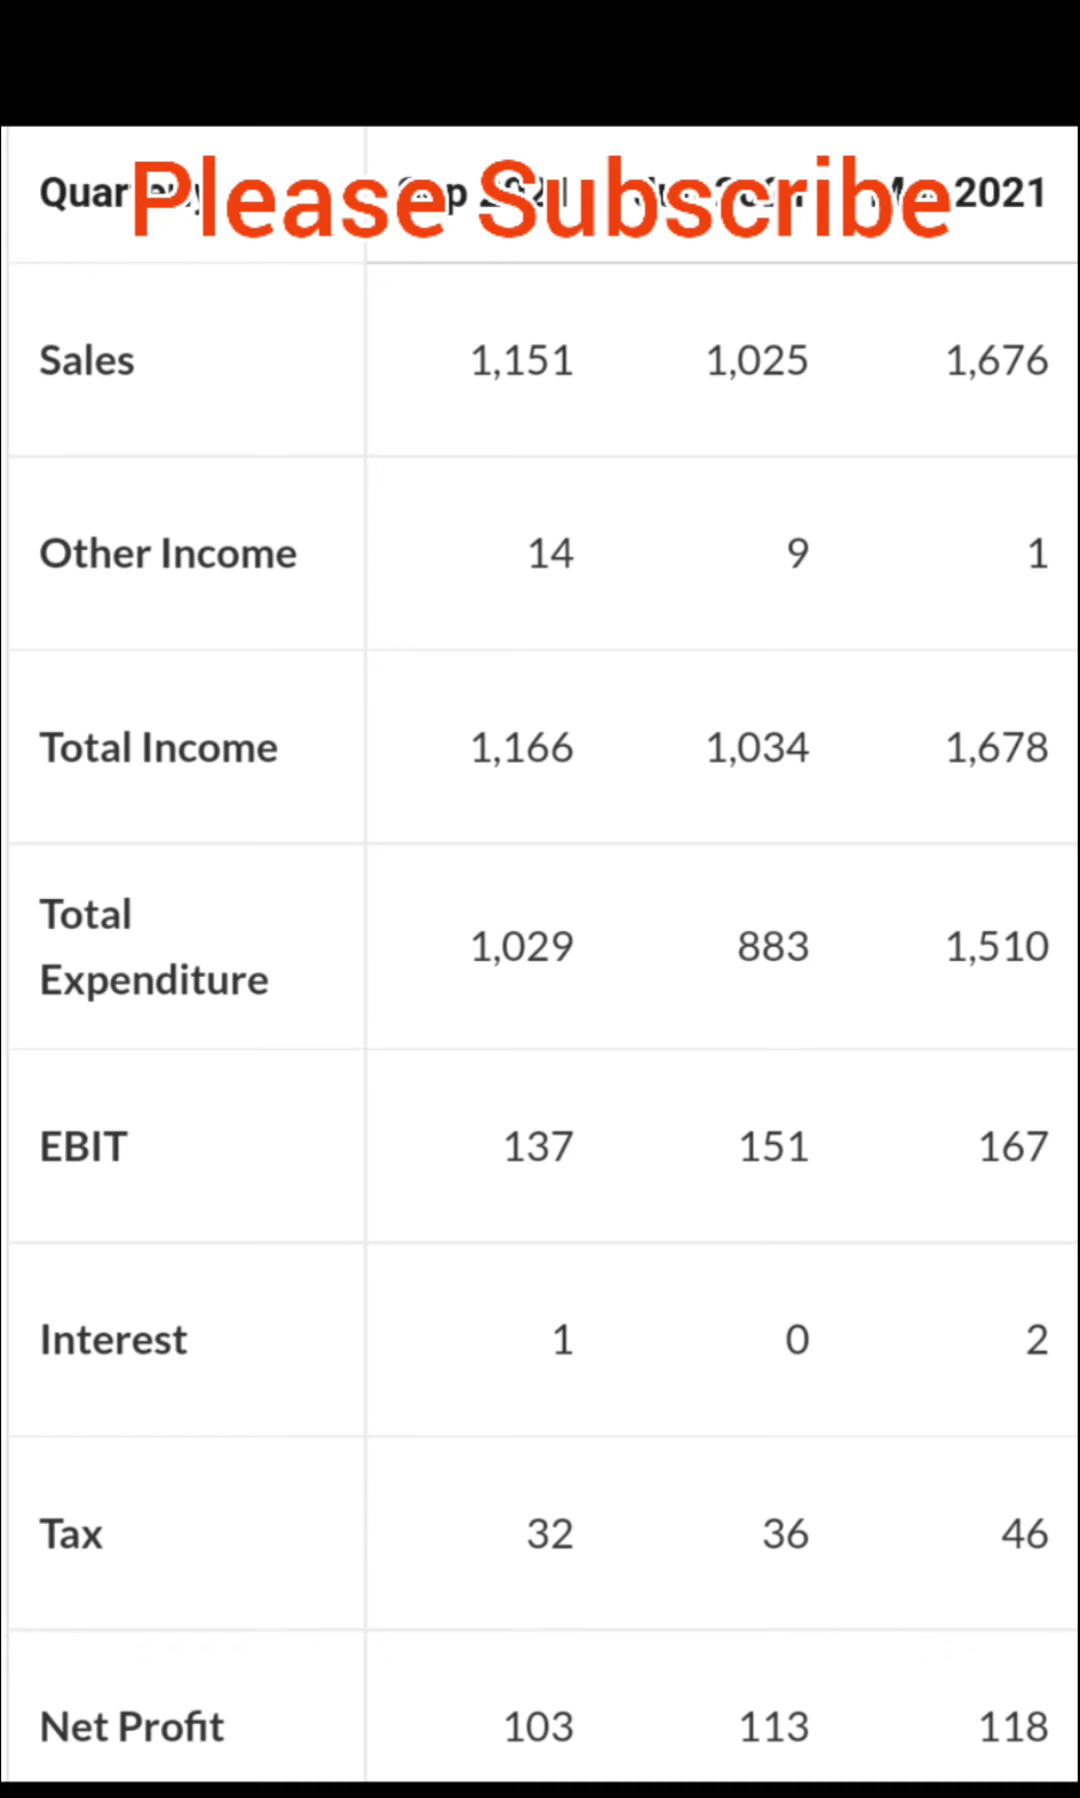 Please Subscribe
2021
Sales 1,151 1,025 1,676
Other Income 14 9 1
Total Income 1,166 1,034 1,678
Total
Expenditure 1,029 883 1,510
EBIT 137 151 167
Interest 1 0 2
Tax 32 36 46
Net Profit 103 113 118